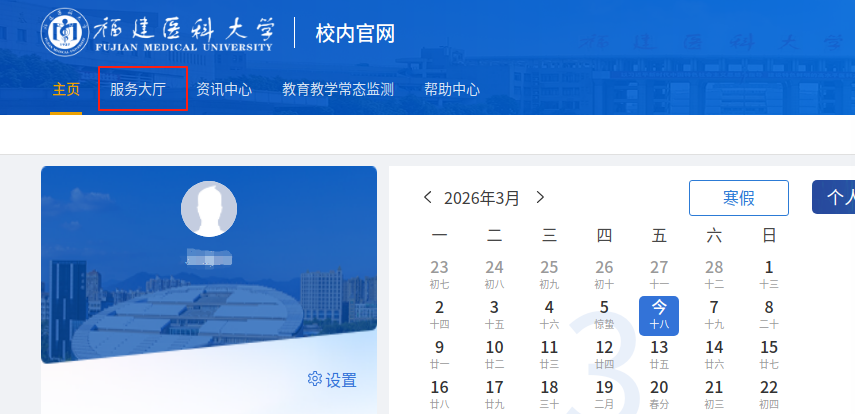 福建医科大学
FUJIAN MEDICAL UNIVERSITY
校内官网
主页 服务大厅 资讯中心 教育教学常态监测 帮助中心
2026年3月 寒假 个人
一 二 三 四 五 六 日
23 24 25 26 27 28 1
初七 初八 初九 初十 十一 十二 十三
2 3 4 5 今 7 8
十四 十五 十六 惊蛰 十八 十九 二十
9 10 11 12 13 14 15
廿一 廿二 廿三 廿四 廿五 廿六 廿七
16 17 18 19 20 21 22
廿八 廿九 三十 二月 春分 初三 初四
3
设置